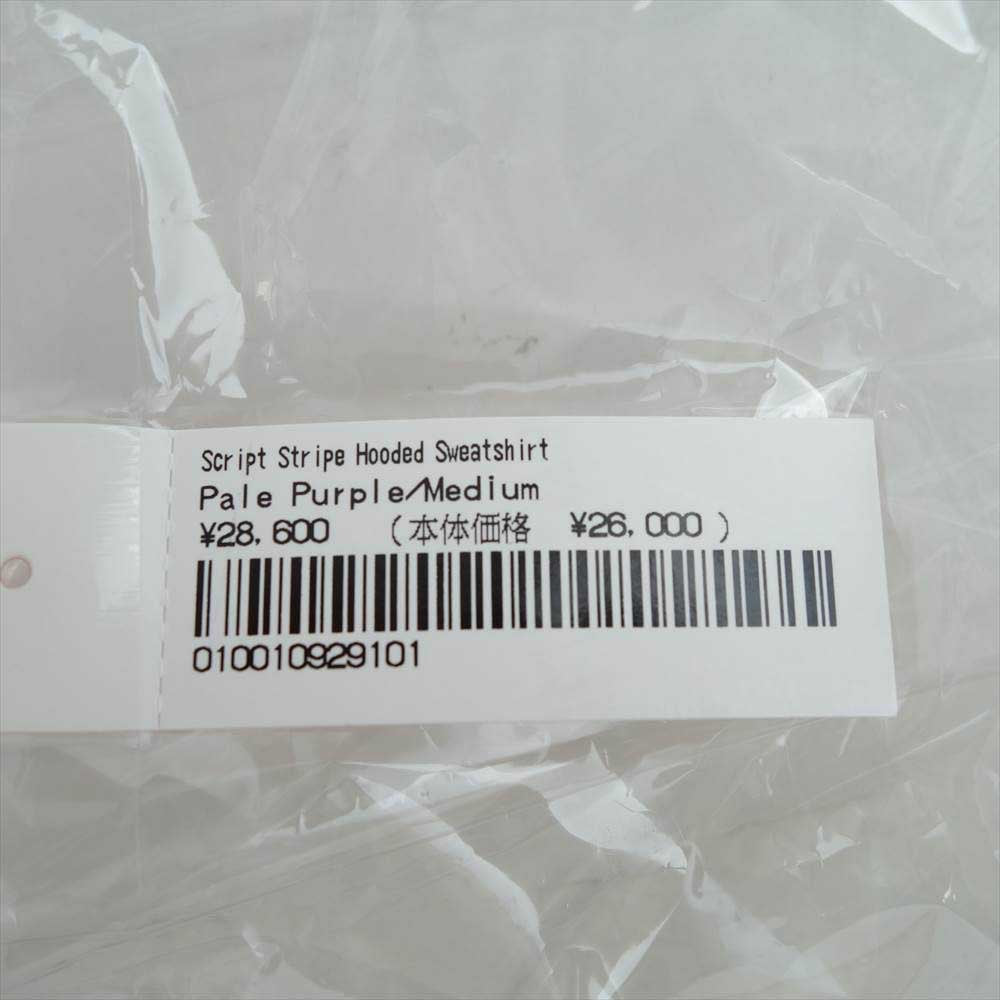 Script Stripe Hooded Sweatshirt
Pale Purple/Medium
¥28,600 (本体価格 ¥26,000)
010010929101